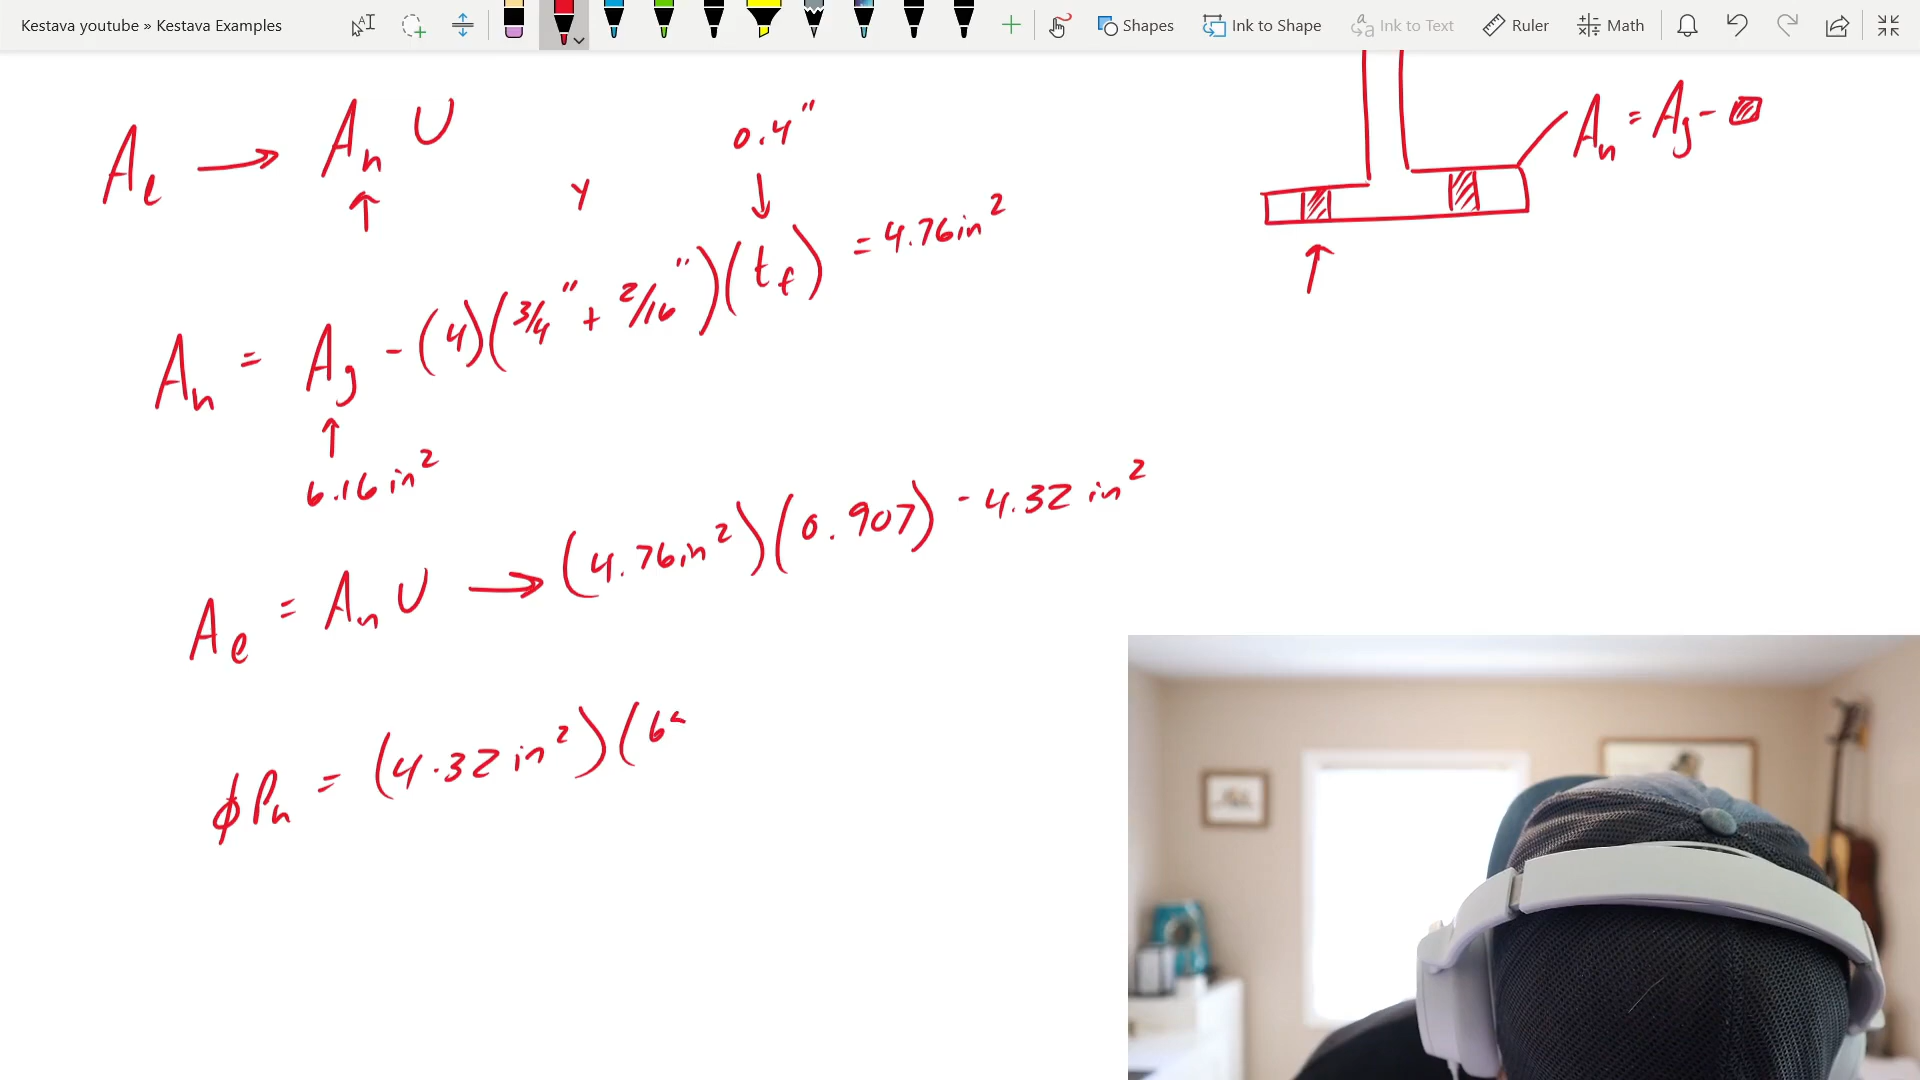 Kestava youtube » Kestava Examples
Shapes
Ink to Shape
Ink to Text
Ruler
Math
Ae → An U
An = Ag -
0.4"
Y
An = Ag - (4)(3/4" + 2/16")(tf) = 4.76in²
6.16in²
Ae = An U → (4.76in²)(0.907) - 4.32 in²
ϕPn = (4.32 in²)(6